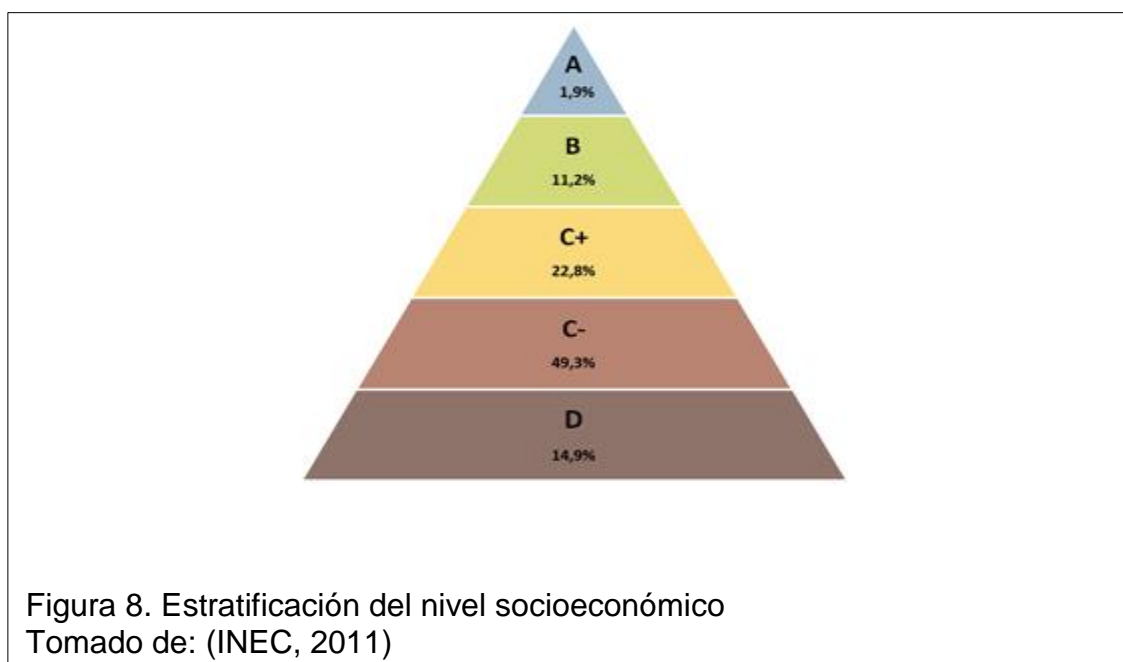 A
1,9%
B
11,2%
C+
22,8%
C-
49,3%
D
14,9%
Figura 8. Estratificación del nivel socioeconómico
Tomado de: (INEC, 2011)